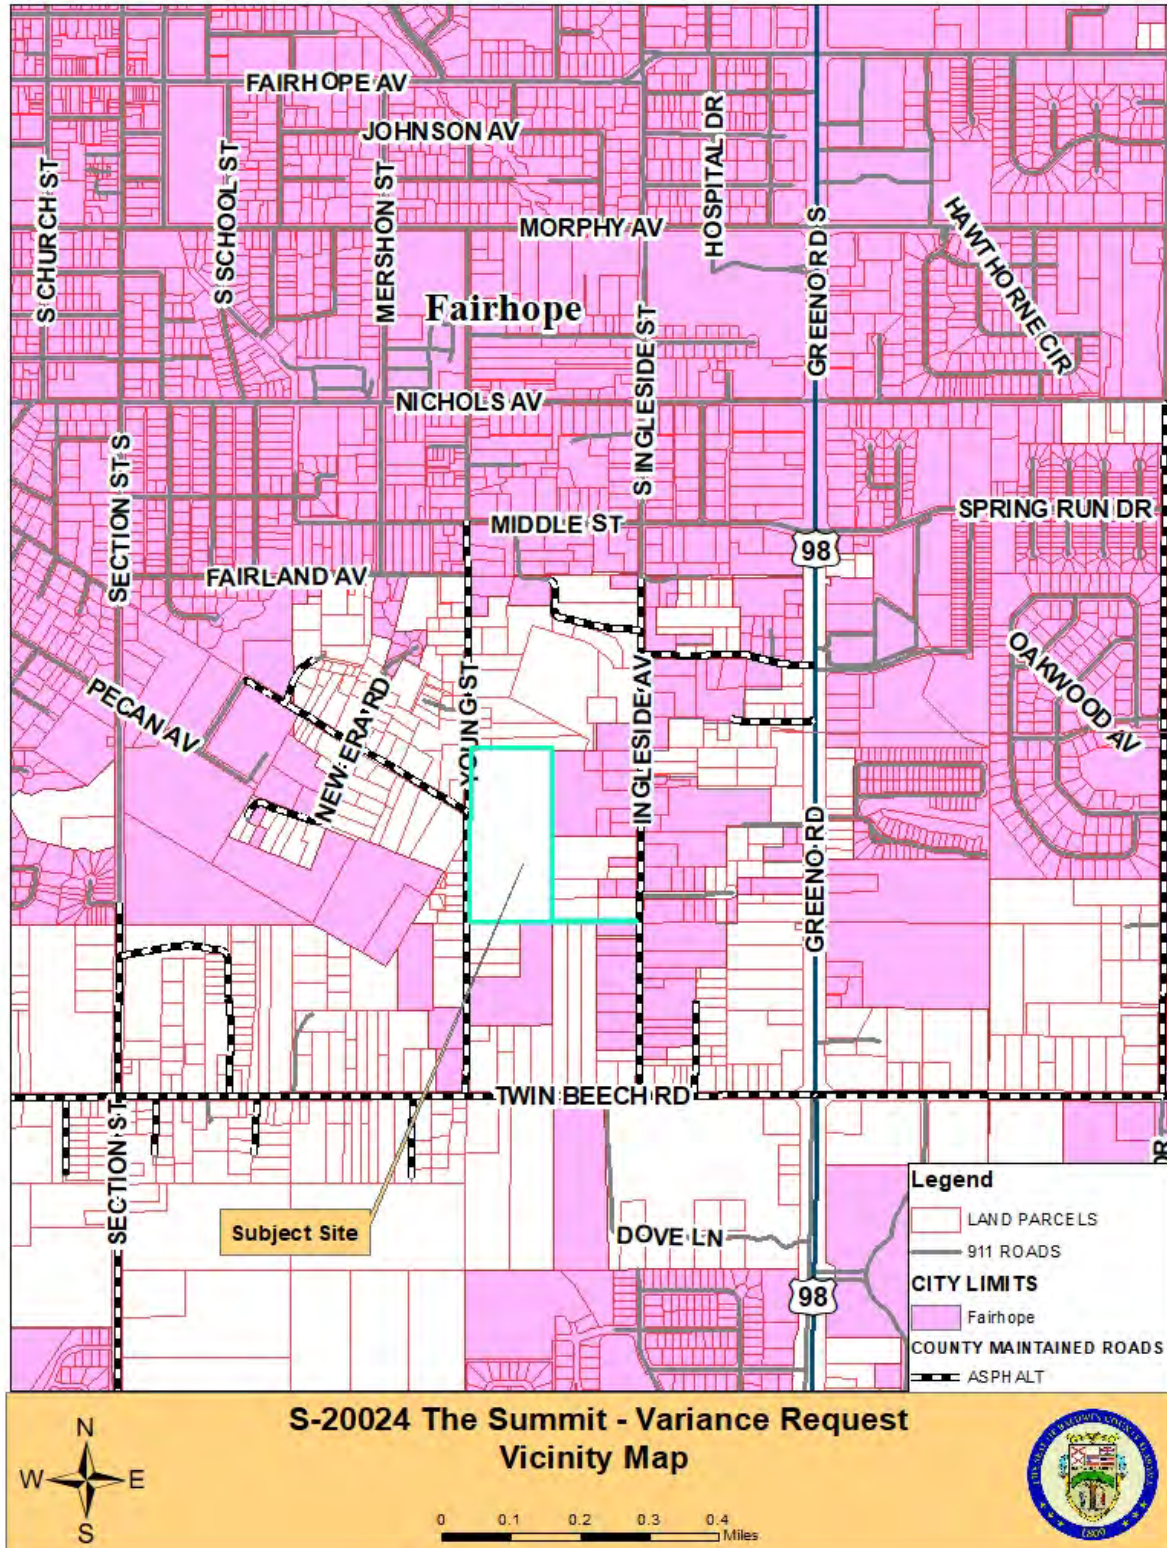 FAIRHOPE AV
JOHNSON AV
S CHURCH ST
S SCHOOL ST
MERSHON ST
HOSPITAL DR
GREENO RD S
MORPHY AV
HAWTHORNE CIR
Fairhope
S INGLESIDE ST
NICHOLS AV
SECTION ST S
MIDDLE ST
SPRING RUN DR
98
FAIRLAND AV
PECAN AV
NEW ERA RD
YOUNG ST
INGLESIDE AV
OAKWOOD AV
GREENO RD
TWIN BEECH RD
SECTION ST
DR
Subject Site
DOVE LN
98
Legend
LAND PARCELS
911 ROADS
CITY LIMITS
Fairhope
COUNTY MAINTAINED ROADS
ASPHALT
S-20024 The Summit - Variance Request
Vicinity Map
N
W E
S
0 0.1 0.2 0.3 0.4
Miles
1809